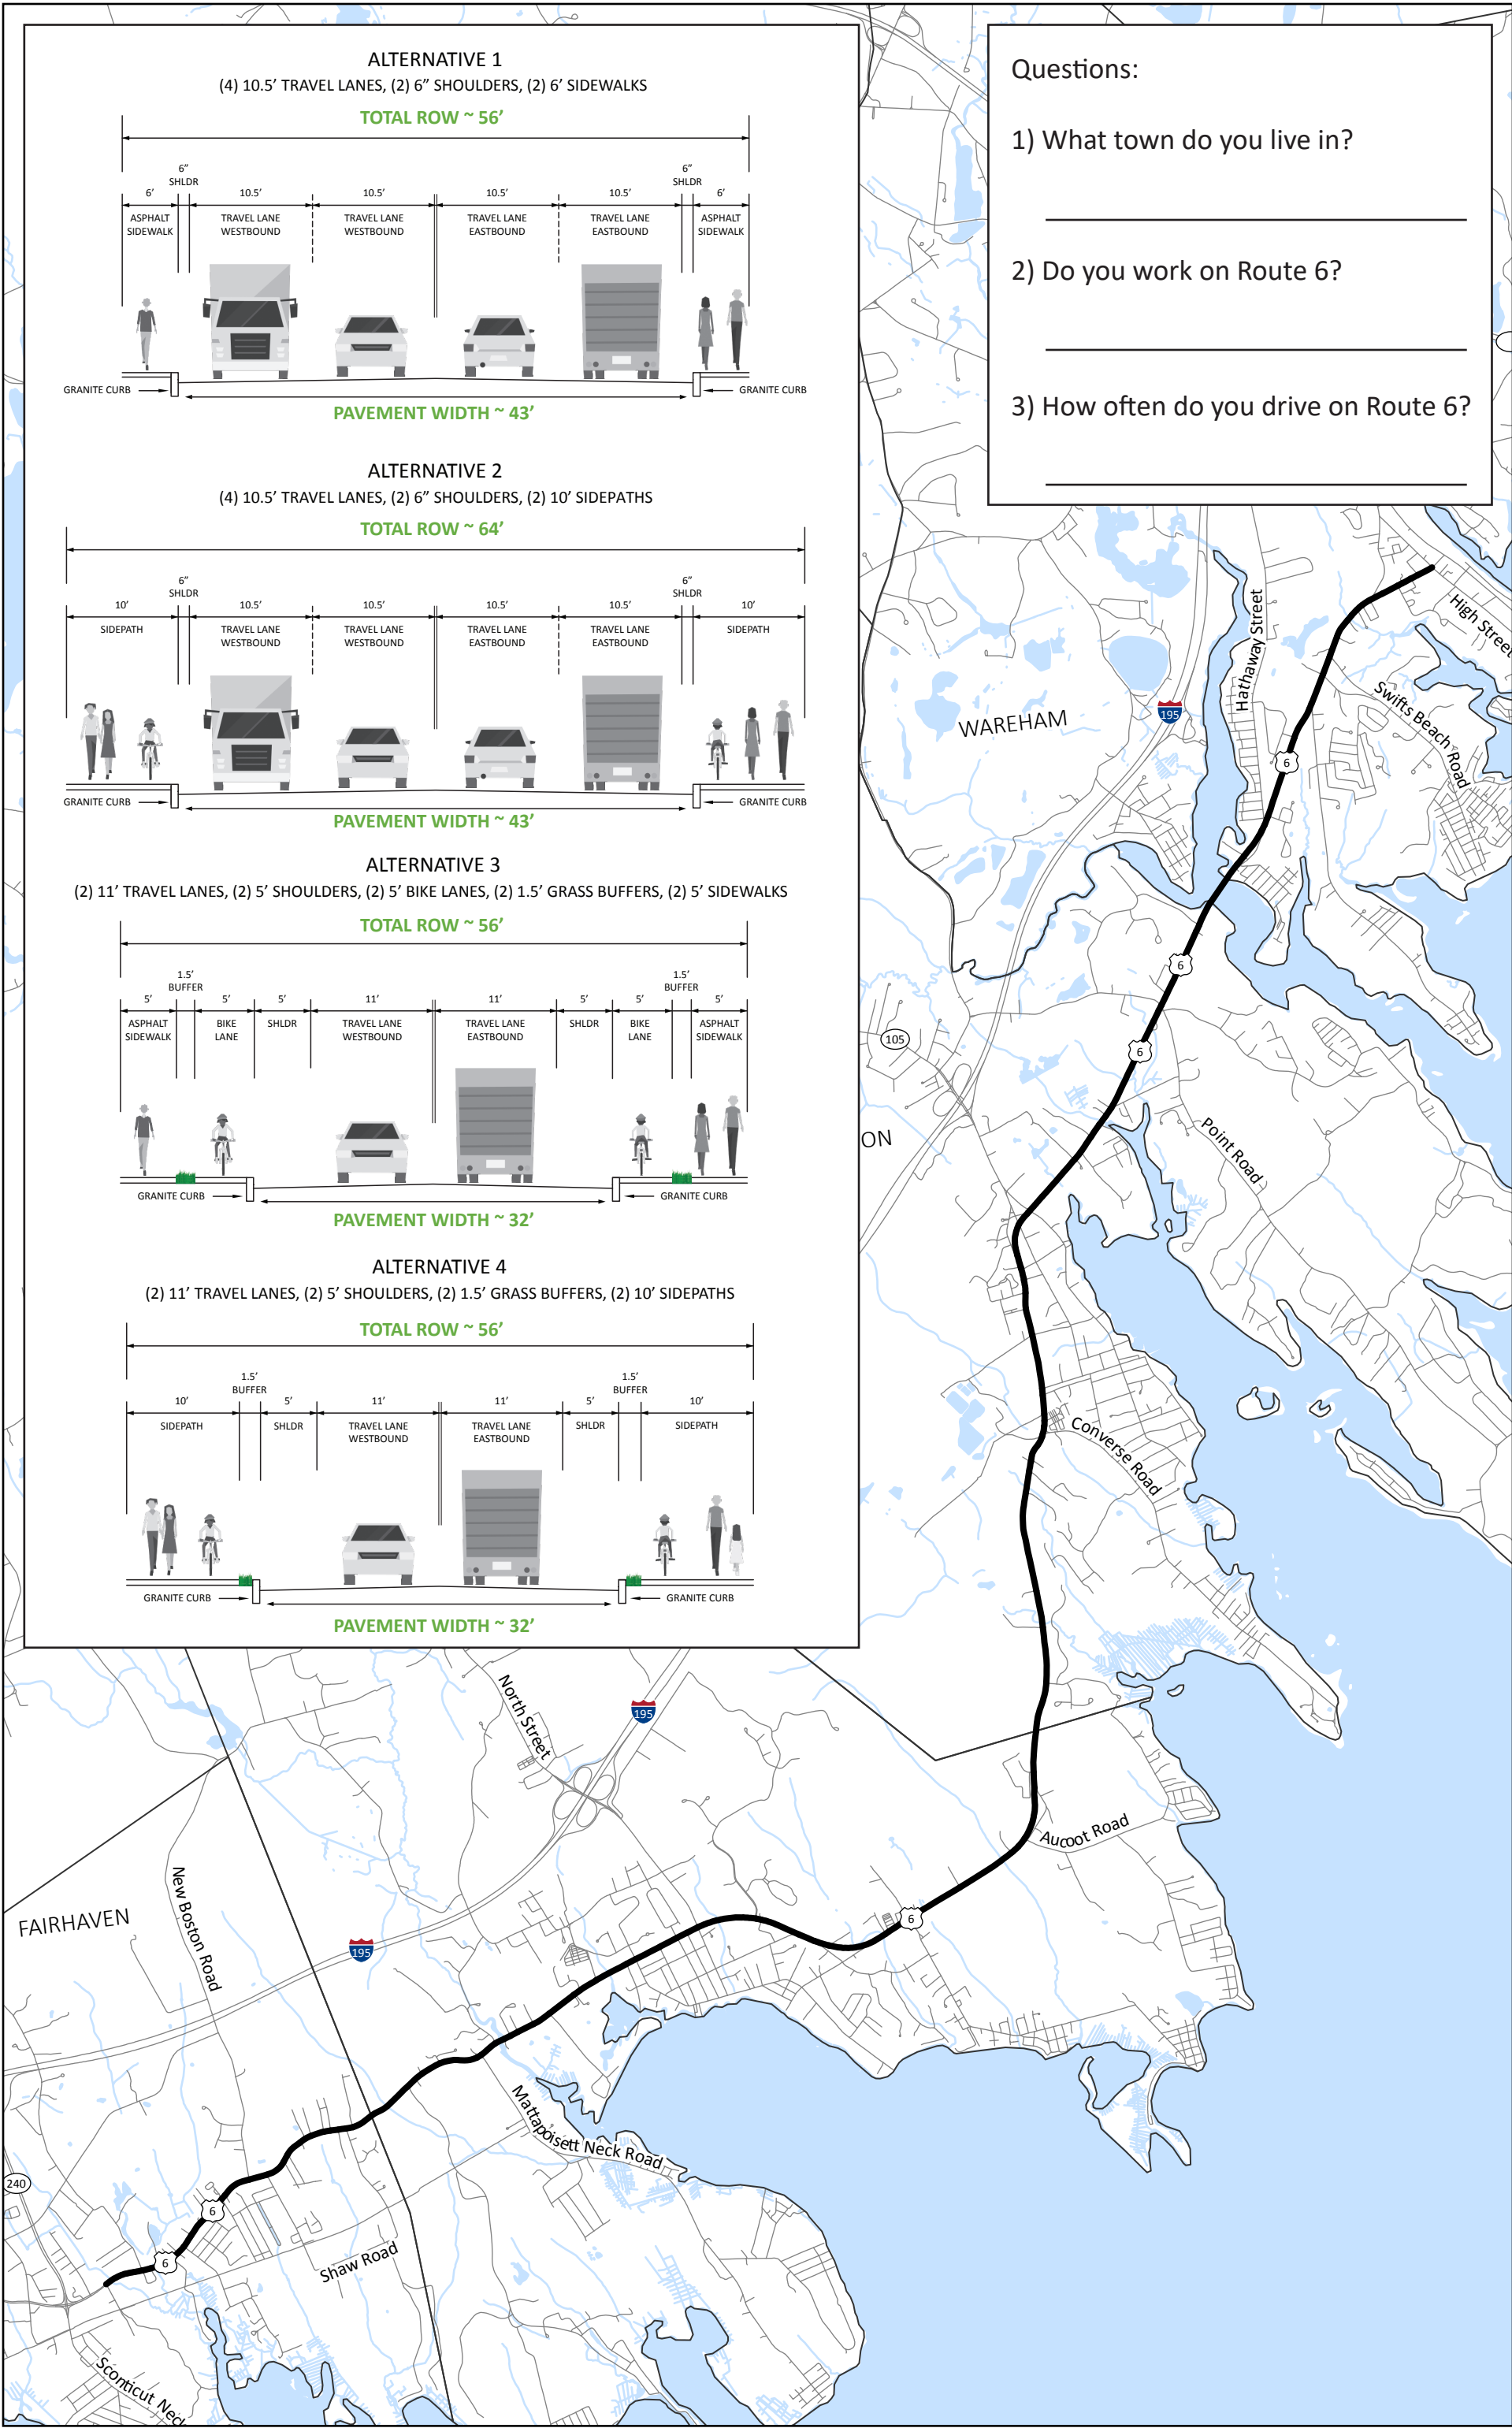 ALTERNATIVE 1
(4) 10.5’ TRAVEL LANES, (2) 6” SHOULDERS, (2) 6’ SIDEWALKS
TOTAL ROW ~ 56’
6” SHLDR
6” SHLDR
6’ 10.5’ 10.5’ 10.5’ 10.5’ 6’
ASPHALT SIDEWALK
TRAVEL LANE WESTBOUND
TRAVEL LANE WESTBOUND
TRAVEL LANE EASTBOUND
TRAVEL LANE EASTBOUND
ASPHALT SIDEWALK
GRANITE CURB
GRANITE CURB
PAVEMENT WIDTH ~ 43’
ALTERNATIVE 2
(4) 10.5’ TRAVEL LANES, (2) 6” SHOULDERS, (2) 10’ SIDEPATHS
TOTAL ROW ~ 64’
6” SHLDR
6” SHLDR
10’ 10.5’ 10.5’ 10.5’ 10.5’ 10’
SIDEPATH
TRAVEL LANE WESTBOUND
TRAVEL LANE WESTBOUND
TRAVEL LANE EASTBOUND
TRAVEL LANE EASTBOUND
SIDEPATH
GRANITE CURB
GRANITE CURB
PAVEMENT WIDTH ~ 43’
ALTERNATIVE 3
(2) 11’ TRAVEL LANES, (2) 5’ SHOULDERS, (2) 5’ BIKE LANES, (2) 1.5’ GRASS BUFFERS, (2) 5’ SIDEWALKS
TOTAL ROW ~ 56’
1.5’ BUFFER
1.5’ BUFFER
5’ 5’ 5’ 11’ 11’ 5’ 5’ 5’
ASPHALT SIDEWALK
BIKE LANE
SHLDR
TRAVEL LANE WESTBOUND
TRAVEL LANE EASTBOUND
SHLDR
BIKE LANE
ASPHALT SIDEWALK
GRANITE CURB
GRANITE CURB
PAVEMENT WIDTH ~ 32’
ALTERNATIVE 4
(2) 11’ TRAVEL LANES, (2) 5’ SHOULDERS, (2) 1.5’ GRASS BUFFERS, (2) 10’ SIDEPATHS
TOTAL ROW ~ 56’
1.5’ BUFFER
1.5’ BUFFER
10’ 5’ 11’ 11’ 5’ 10’
SIDEPATH
SHLDR
TRAVEL LANE WESTBOUND
TRAVEL LANE EASTBOUND
SHLDR
SIDEPATH
GRANITE CURB
GRANITE CURB
PAVEMENT WIDTH ~ 32’
Questions:
1) What town do you live in?
2) Do you work on Route 6?
3) How often do you drive on Route 6?
High Street
Hathaway Street
Swifts Beach Road
195
WAREHAM
6
6
105
6
ON
Point Road
Converse Road
North Street
195
Aucoot Road
New Boston Road
FAIRHAVEN
6
195
Mattapoisett Neck Road
240
6
Shaw Road
6
Sconticut Neck